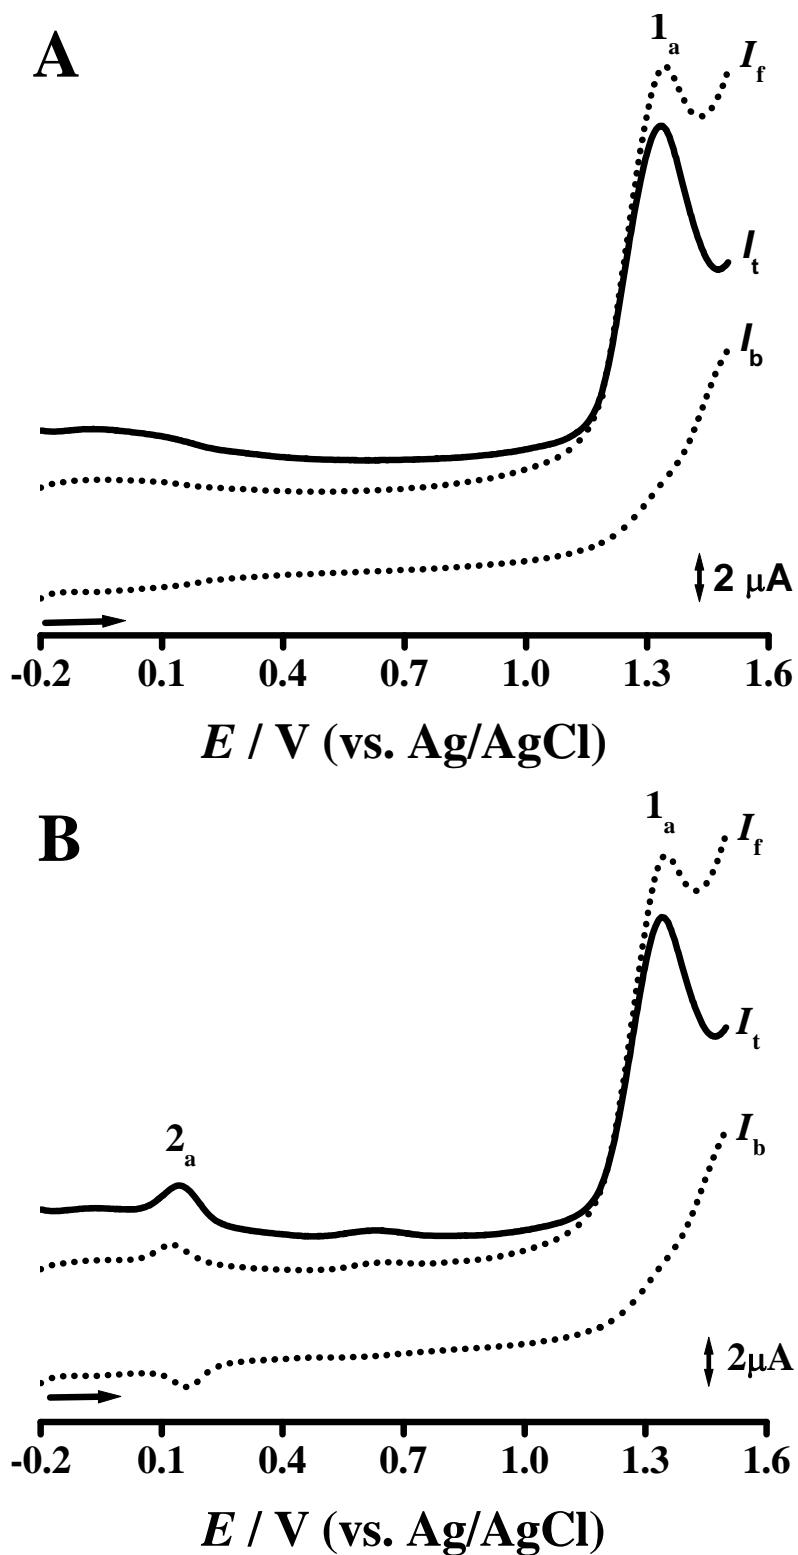 A
1a
If
It
Ib
2 μA
-0.2 0.1 0.4 0.7 1.0 1.3 1.6
E / V (vs. Ag/AgCl)
B
1a
If
2a
It
Ib
2μA
-0.2 0.1 0.4 0.7 1.0 1.3 1.6
E / V (vs. Ag/AgCl)